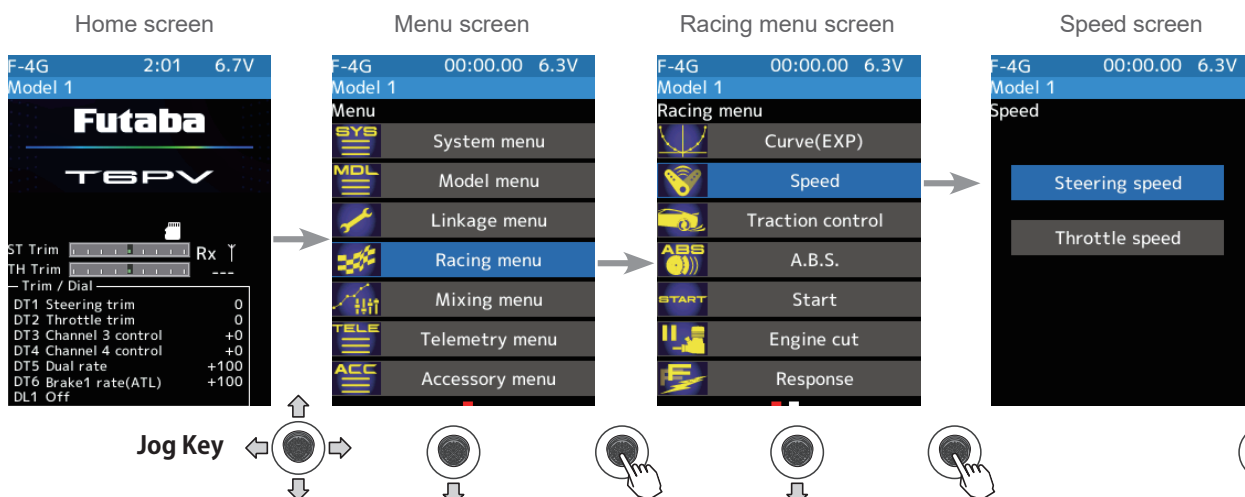 Home screen
Menu screen
Racing menu screen
Speed screen
F-4G 2:01 6.7V
Model 1
Futaba
T6PV
ST Trim Rx
TH Trim ---
Trim / Dial
DT1 Steering trim 0
DT2 Throttle trim 0
DT3 Channel 3 control +0
DT4 Channel 4 control +0
DT5 Dual rate +100
DT6 Brake1 rate(ATL) +100
DL1 Off
F-4G 00:00.00 6.3V
Model 1
Menu
SYS System menu
MDL Model menu
Linkage menu
Racing menu
Mixing menu
TELE Telemetry menu
ACC Accessory menu
F-4G 00:00.00 6.3V
Model 1
Racing menu
Curve(EXP)
Speed
Traction control
ABS A.B.S.
START Start
Engine cut
F Response
F-4G 00:00.00 6.3V
Model 1
Speed
Steering speed
Throttle speed
Jog Key